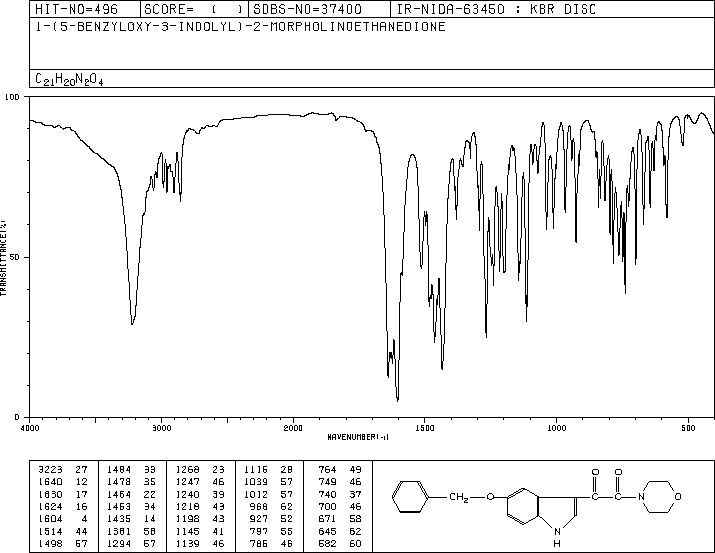 HIT-NO=496 SCORE= ( ) SDBS-NO=37400 IR-NIDA-63450 : KBR DISC
1-(5-BENZYLOXY-3-INDOLYL)-2-MORPHOLINOETHANEDIONE
C21H20N2O4
100
50
0
TRANSMITTANCE(%)
4000 3000 2000 1500 1000 500
WAVENUMBER(-1)
3223 27 1484 33 1268 23 1116 28 764 49
1640 12 1478 35 1247 46 1039 57 749 46
1630 17 1464 22 1240 39 1012 57 740 37
1624 16 1453 34 1218 43 968 62 700 46
1604 4 1435 14 1198 43 927 52 671 58
1514 44 1381 58 1145 41 797 55 645 62
1498 57 1294 57 1139 46 786 46 582 60
O O
CH2 O N O
N
H